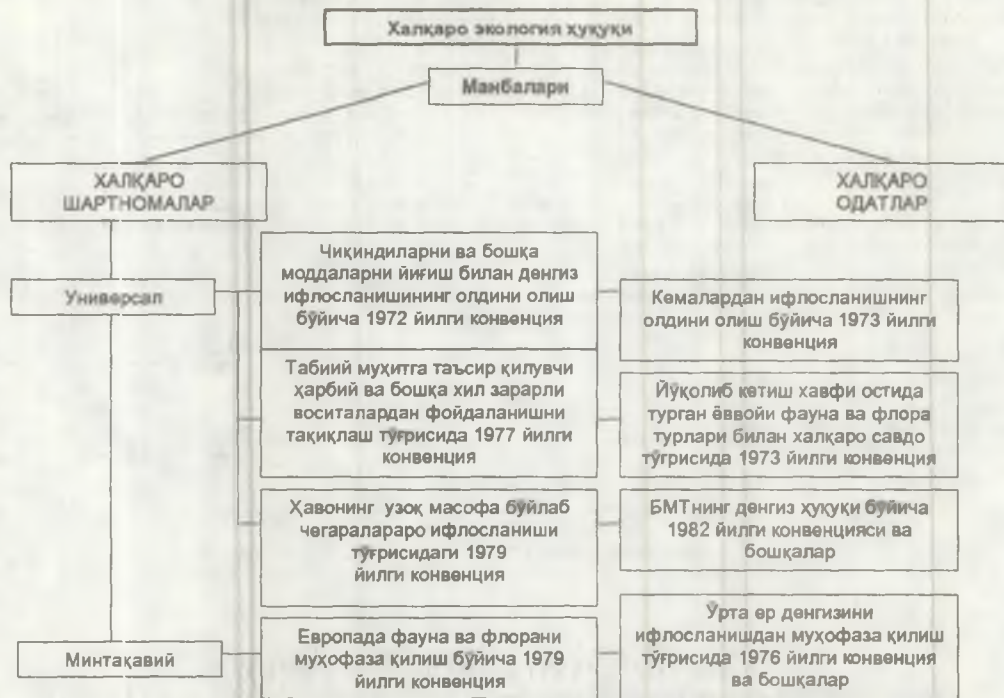 Халқаро экология ҳуқуқи
Манбалари
ХАЛҚАРО
ШАРТНОМАЛАР
ХАЛҚАРО
ОДАТЛАР
Универсал
Чиқиндиларни ва бошқа
моддаларни йиғиш билан денгиз
ифлосланишининг олдини олиш
бўйича 1972 йилги конвенция
Кемалардан ифлосланишнинг
олдини олиш бўйича 1973 йилги
конвенция
Табиий муҳитга таъсир қилувчи
ҳарбий ва бошқа хил зарарли
воситалардан фойдаланишни
тақиқлаш тўғрисида 1977 йилги
конвенция
Йўқолиб кетиш хавфи остида
турган ёввойи фауна ва флора
турлари билан халқаро савдо
тўғрисида 1973 йилги конвенция
Ҳавонинг узоқ масофа бўйлаб
чегаралараро ифлосланиши
тўғрисидаги 1979
йилги конвенция
БМТнинг денгиз ҳуқуқи бўйича
1982 йилги конвенцияси ва
бошқалар
Минтақавий
Европада фауна ва флорани
муҳофаза қилиш бўйича 1979
йилги конвенция
Ўрта ер денгизини
ифлосланишдан муҳофаза қилиш
тўғрисида 1976 йилги конвенция
ва бошқалар